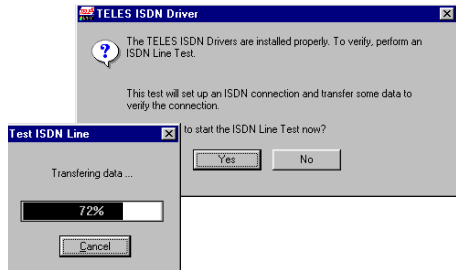 TELES ISDN Driver
The TELES ISDN Drivers are installed properly. To verify, perform an
ISDN Line Test.
This test will set up an ISDN connection and transfer some data to
verify the connection.
to start the ISDN Line Test now?
Yes
No
Test ISDN Line
Transfering data ...
72%
Cancel